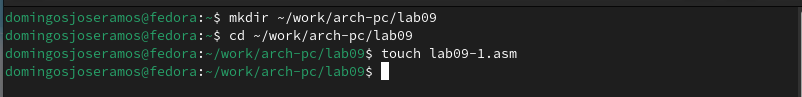 domingosjoseramos@fedora:~$ mkdir ~/work/arch-pc/lab09
domingosjoseramos@fedora:~$ cd ~/work/arch-pc/lab09
domingosjoseramos@fedora:~/work/arch-pc/lab09$ touch lab09-1.asm
domingosjoseramos@fedora:~/work/arch-pc/lab09$